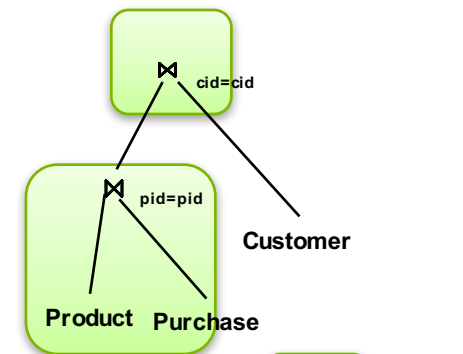 ⋈
cid=cid
⋈
pid=pid
Customer
Product
Purchase